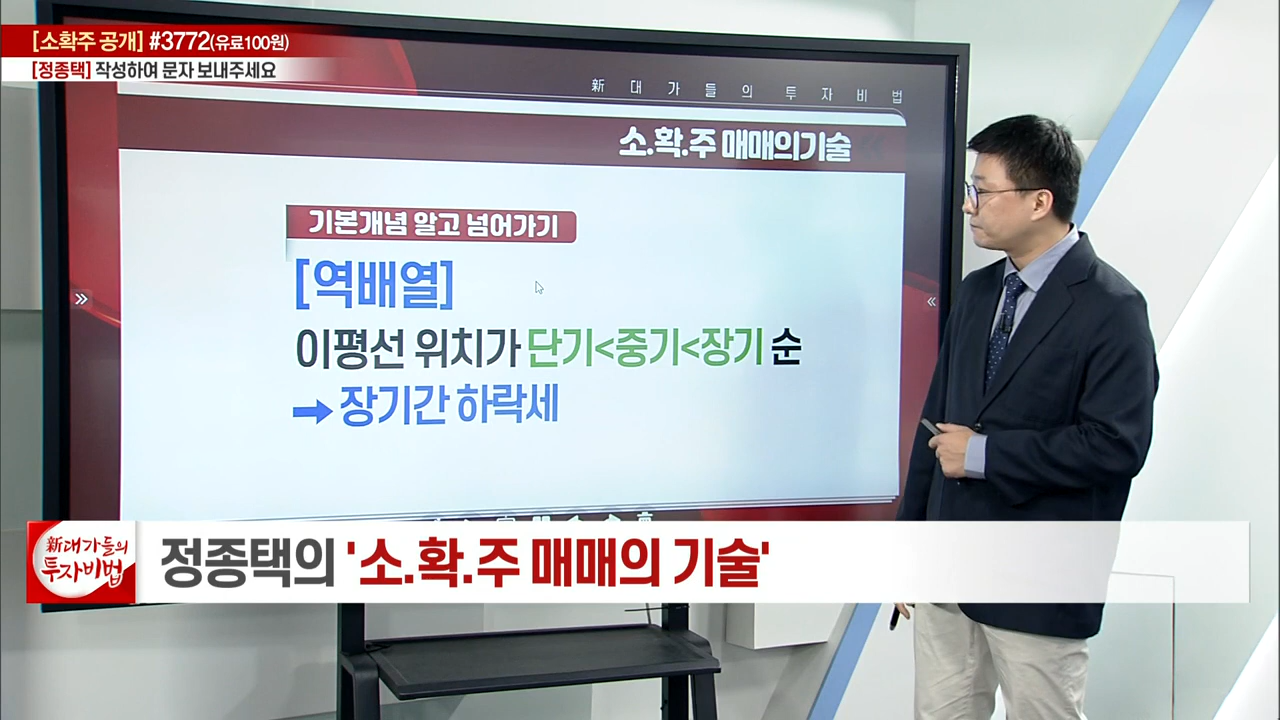 [소확주 공개] #3772(유료100원)
[정종택] 작성하여 문자 보내주세요
新 대가들의 투자비법
소.확.주 매매의기술
기본개념 알고 넘어가기
[역배열]
이평선 위치가 단기<중기<장기 순
➡ 장기간 하락세
»
«
新대가들의
투자비법
정종택의 '소.확.주 매매의 기술'